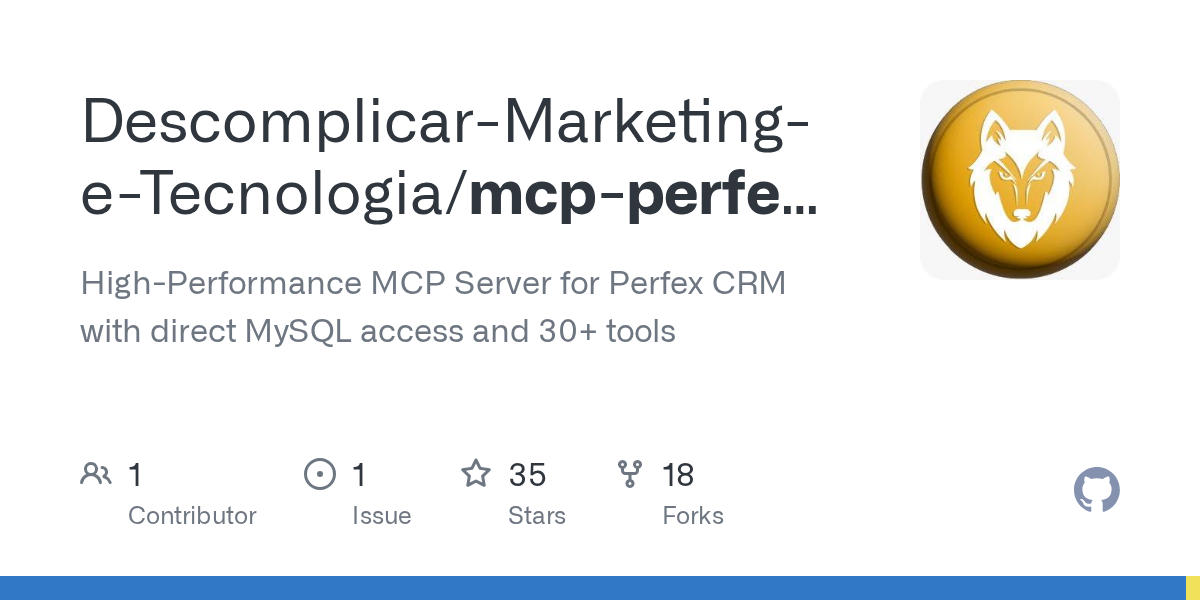 Descomplicar-Marketing-
e-Tecnologia/mcp-perfe...
High-Performance MCP Server for Perfex CRM
with direct MySQL access and 30+ tools
1
Contributor
1
Issue
35
Stars
18
Forks